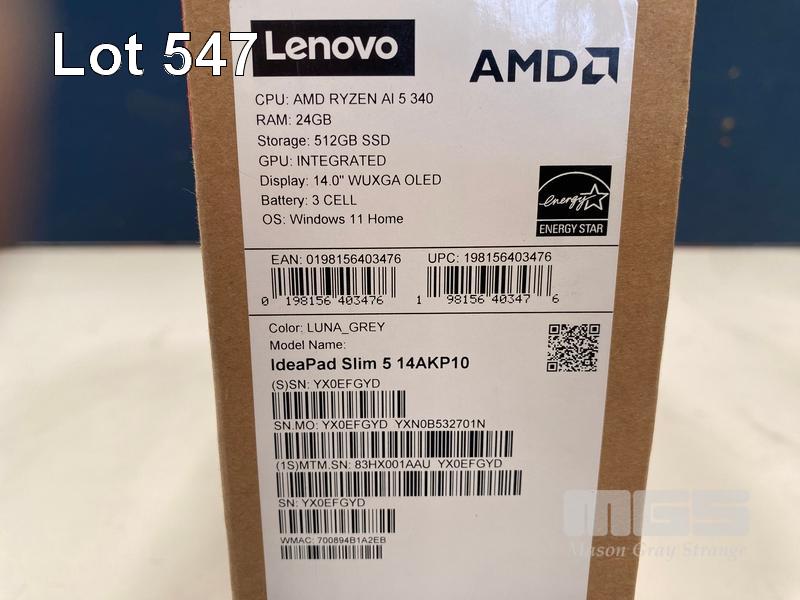 Lot 547
Lenovo
AMD
CPU: AMD RYZEN AI 5 340
RAM: 24GB
Storage: 512GB SSD
GPU: INTEGRATED
Display: 14.0" WUXGA OLED
Battery: 3 CELL
OS: Windows 11 Home
energy
ENERGY STAR
EAN: 0198156403476 UPC: 198156403476
0 198156 403476 1 98156 40347 6
Color: LUNA_GREY
Model Name:
IdeaPad Slim 5 14AKP10
(S)SN: YX0EFGYD
SN.MO: YX0EFGYD YXN0B532701N
(1S)MTM.SN: 83HX001AAU YX0EFGYD
SN: YX0EFGYD
WMAC: 700894B1A2EB
MGS
Mason Gray Strange